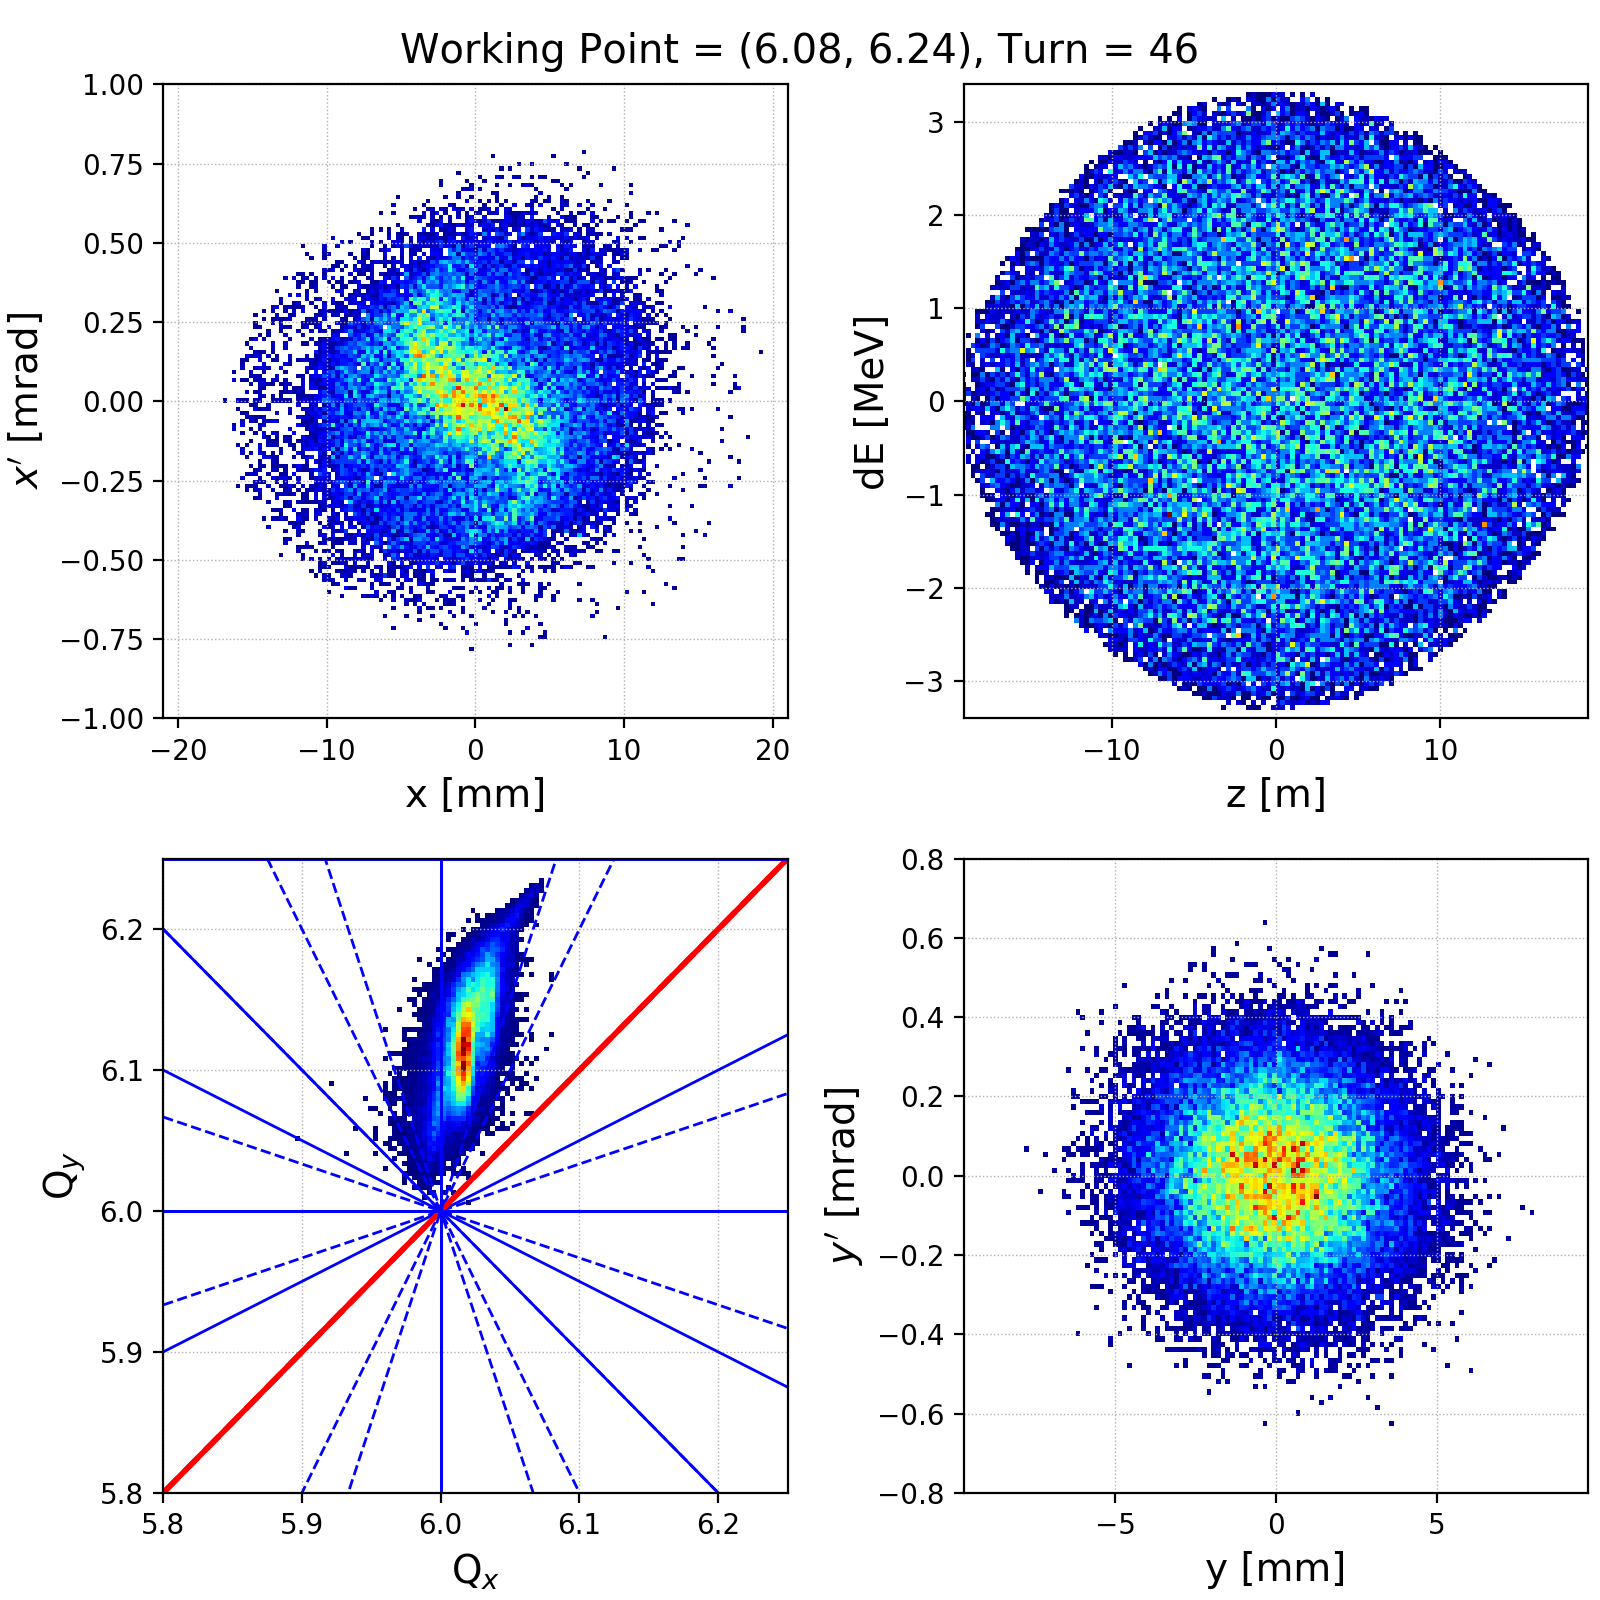 Working Point = (6.08, 6.24), Turn = 46
1.00
0.75
0.50
0.25
0.00
−0.25
−0.50
−0.75
−1.00
x′ [mrad]
−20 −10 0 10 20
x [mm]
3
2
1
0
−1
−2
−3
dE [MeV]
−10 0 10
z [m]
6.2
6.1
6.0
5.9
5.8
Qy
5.8 5.9 6.0 6.1 6.2
Qx
0.8
0.6
0.4
0.2
0.0
−0.2
−0.4
−0.6
−0.8
y′ [mrad]
−5 0 5
y [mm]